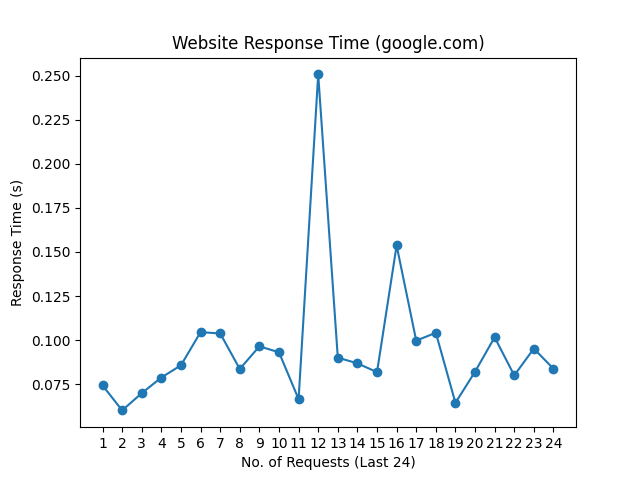 Website Response Time (google.com)
0.250
0.225
0.200
0.175
0.150
0.125
0.100
0.075
Response Time (s)
1 2 3 4 5 6 7 8 9 10 11 12 13 14 15 16 17 18 19 20 21 22 23 24
No. of Requests (Last 24)